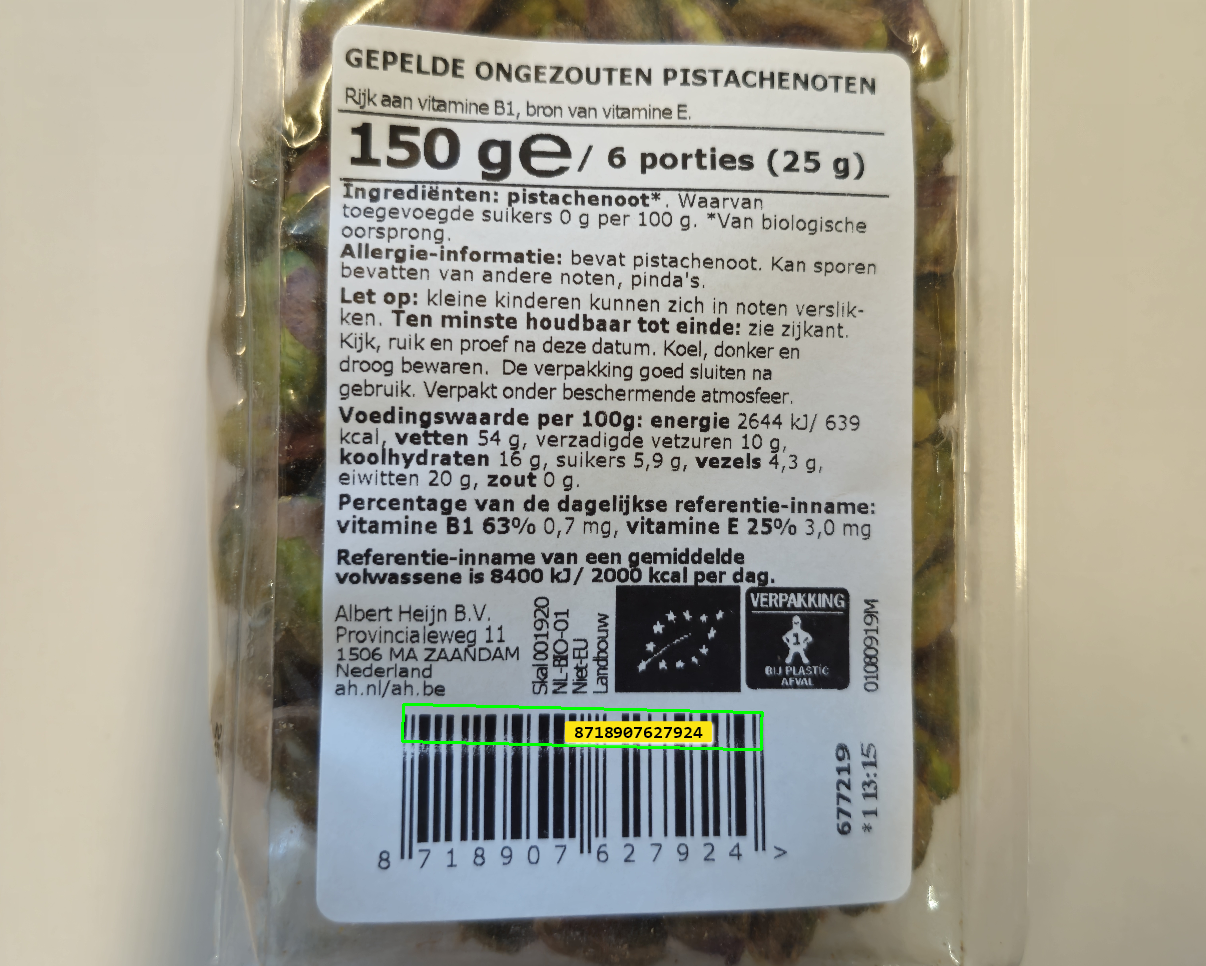 GEPELDE ONGEZOUTEN PISTACHENOTEN
Rijk aan vitamine B1, bron van vitamine E.
150 g℮ / 6 porties (25 g)
Ingrediënten: pistachenoot*. Waarvan
toegevoegde suikers 0 g per 100 g. *Van biologische
oorsprong.
Allergie-informatie: bevat pistachenoot. Kan sporen
bevatten van andere noten, pinda's.
Let op: kleine kinderen kunnen zich in noten verslik-
ken. Ten minste houdbaar tot einde: zie zijkant.
Kijk, ruik en proef na deze datum. Koel, donker en
droog bewaren. De verpakking goed sluiten na
gebruik. Verpakt onder beschermende atmosfeer.
Voedingswaarde per 100g: energie 2644 kJ/ 639
kcal, vetten 54 g, verzadigde vetzuren 10 g,
koolhydraten 16 g, suikers 5,9 g, vezels 4,3 g,
eiwitten 20 g, zout 0 g.
Percentage van de dagelijkse referentie-inname:
vitamine B1 63% 0,7 mg, vitamine E 25% 3,0 mg
Referentie-inname van een gemiddelde
volwassene is 8400 kJ/ 2000 kcal per dag.
Albert Heijn B.V.
Provincialeweg 11
1506 MA ZAANDAM
Nederland
ah.nl/ah.be
Skal 001920
NL-BIO-01
Niet-EU
Landbouw
VERPAKKING
1
BIJ PLASTIC
AFVAL
01080919M
8718907627924
8 718907 627924 >
677219
*1 13:15